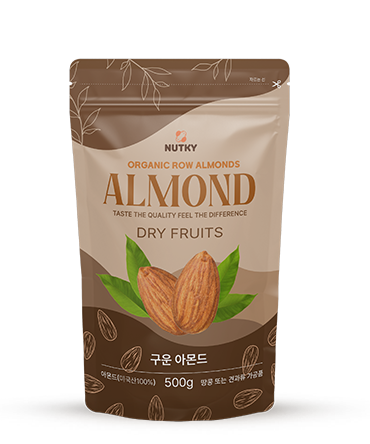 NUTKY
ORGANIC ROW ALMONDS
ALMOND
TASTE THE QUALITY FEEL THE DIFFERENCE
DRY FRUITS
구운 아몬드
아몬드(미국산100%) 500g 땅콩 또는 견과류 가공품